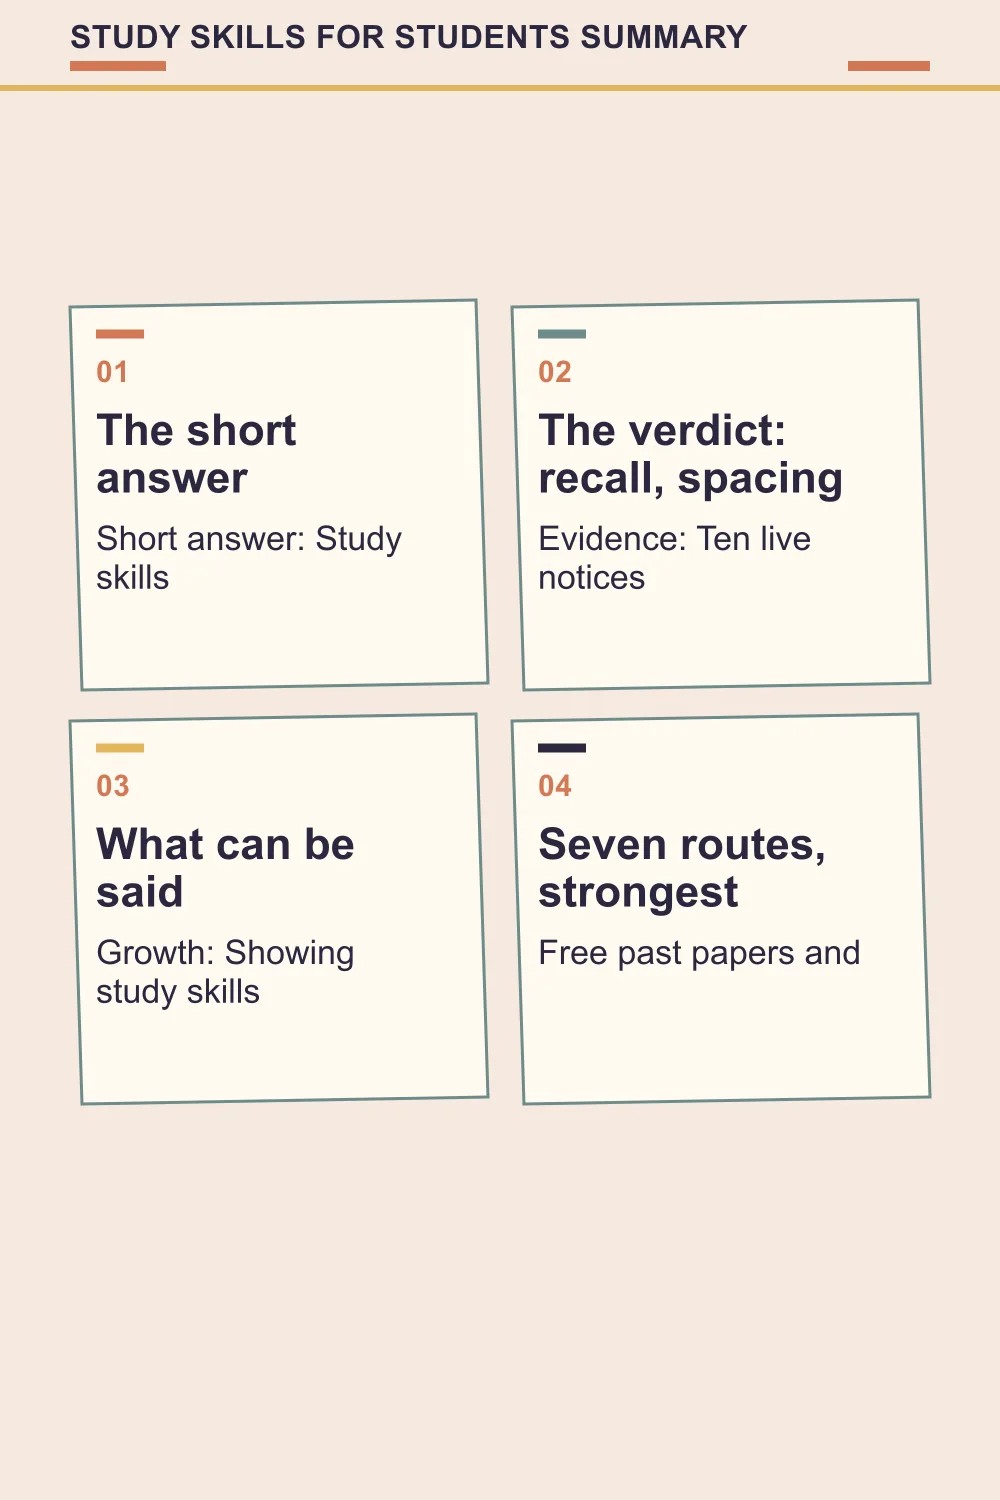 STUDY SKILLS FOR STUDENTS SUMMARY
01
The short
answer
Short answer: Study
skills
02
The verdict:
recall, spacing
Evidence: Ten live
notices
03
What can be
said
Growth: Showing
study skills
04
Seven routes,
strongest
Free past papers and